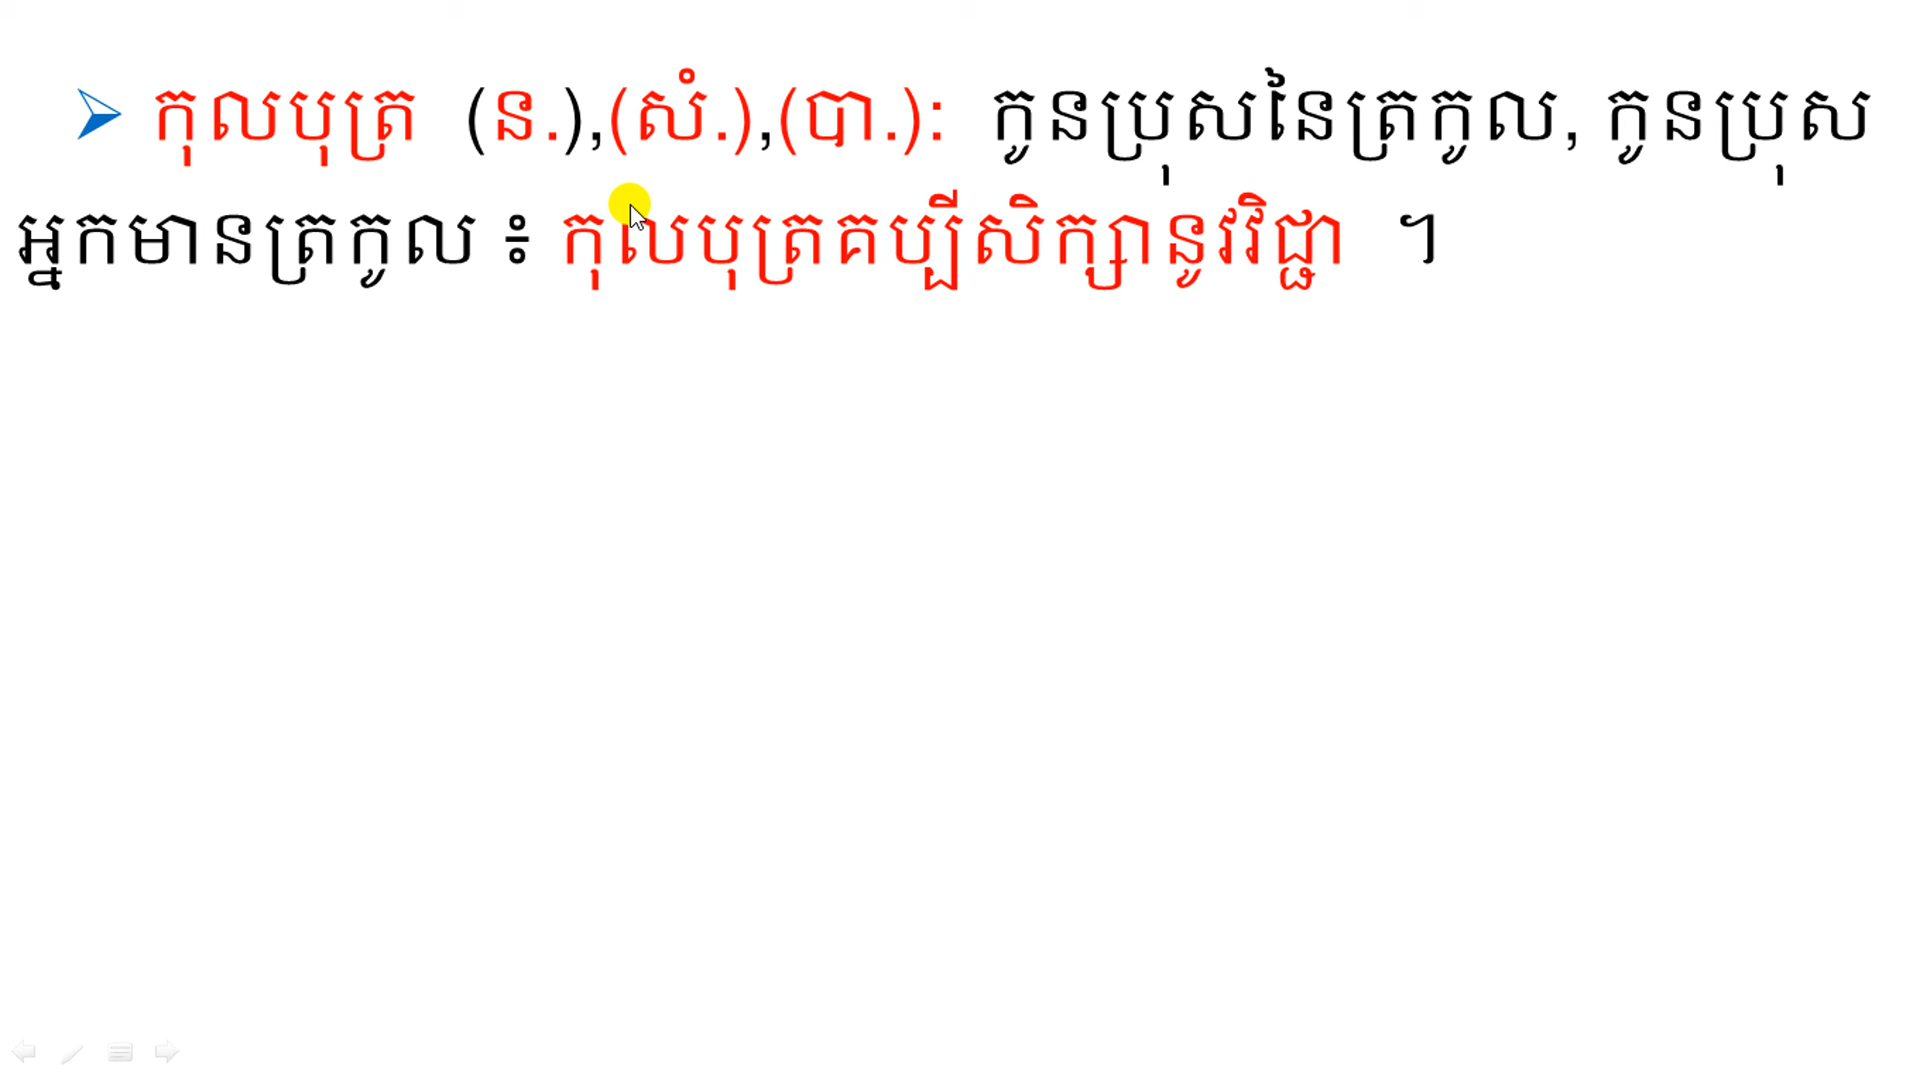 ➢ កុលបុត្រ (ន.),(សំ.),(បា.): កូនប្រុសនៃត្រកូល, កូនប្រុស
អ្នកមានត្រកូល ៖ កុលបុត្រគប្បីសិក្សានូវវិជ្ជា ។